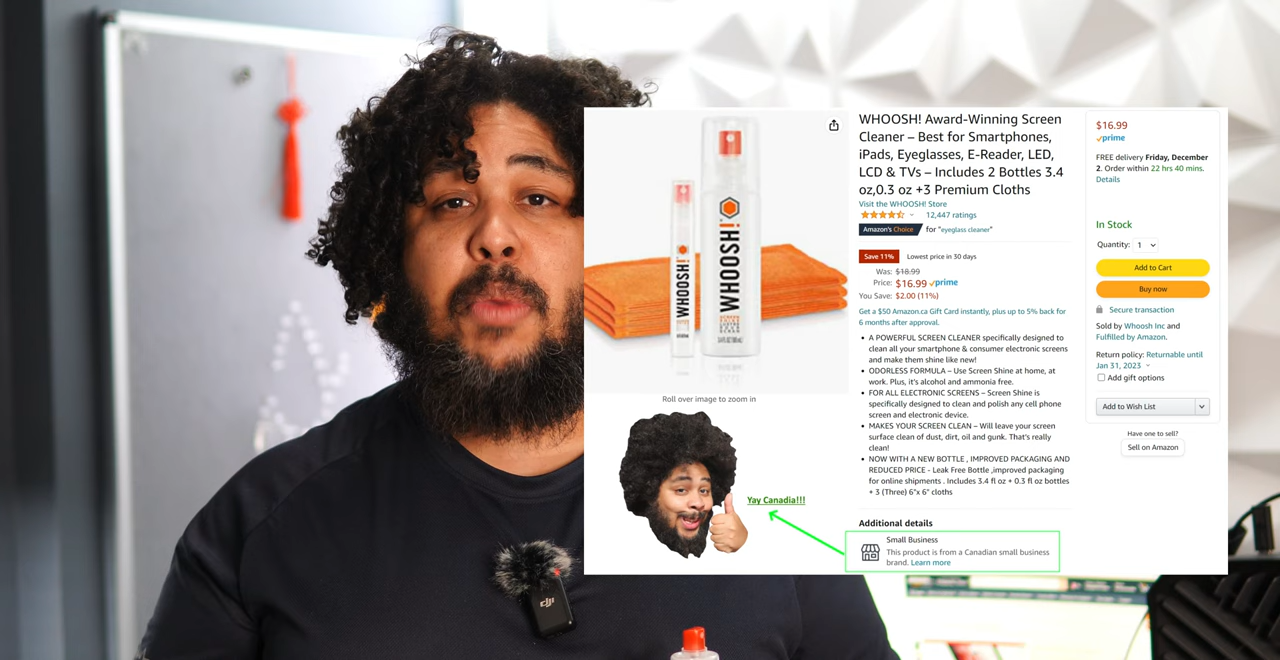 WHOOSH! Award-Winning Screen
Cleaner – Best for Smartphones,
iPads, Eyeglasses, E-Reader, LED,
LCD & TVs – Includes 2 Bottles 3.4
oz,0.3 oz +3 Premium Cloths
Visit the WHOOSH! Store
12,447 ratings
Amazon's Choice for "eyeglass cleaner"
Save 11% Lowest price in 30 days
Was: $18.99
Price: $16.99 prime
You Save: $2.00 (11%)
Get a $50 Amazon.ca Gift Card instantly, plus up to 5% back for
6 months after approval.
• A POWERFUL SCREEN CLEANER specifically designed to
clean all your smartphone & consumer electronic screens
and make them shine like new!
• ODORLESS FORMULA – Use Screen Shine at home, at
work. Plus, it's alcohol and ammonia free.
• FOR ALL ELECTRONIC SCREENS – Screen Shine is
specifically designed to clean and polish any cell phone
screen and electronic device.
• MAKES YOUR SCREEN CLEAN – Will leave your screen
surface clean of dust, dirt, oil and gunk. That's really
clean!
• NOW WITH A NEW BOTTLE , IMPROVED PACKAGING AND
REDUCED PRICE - Leak Free Bottle ,improved packaging
for online shipments . Includes 3.4 fl oz + 0.3 fl oz bottles
+ 3 (Three) 6"x 6" cloths
Additional details
Small Business
This product is from a Canadian small business
brand. Learn more
$16.99
prime
FREE delivery Friday, December
2. Order within 22 hrs 40 mins.
Details
In Stock
Quantity: 1
Add to Cart
Buy now
Secure transaction
Sold by Whoosh Inc and
Fulfilled by Amazon.
Return policy: Returnable until
Jan 31, 2023
Add gift options
Add to Wish List
Have one to sell?
Sell on Amazon
WHOOSH!
WHOOSH!
Roll over image to zoom in
Yay Canadia!!!
dji